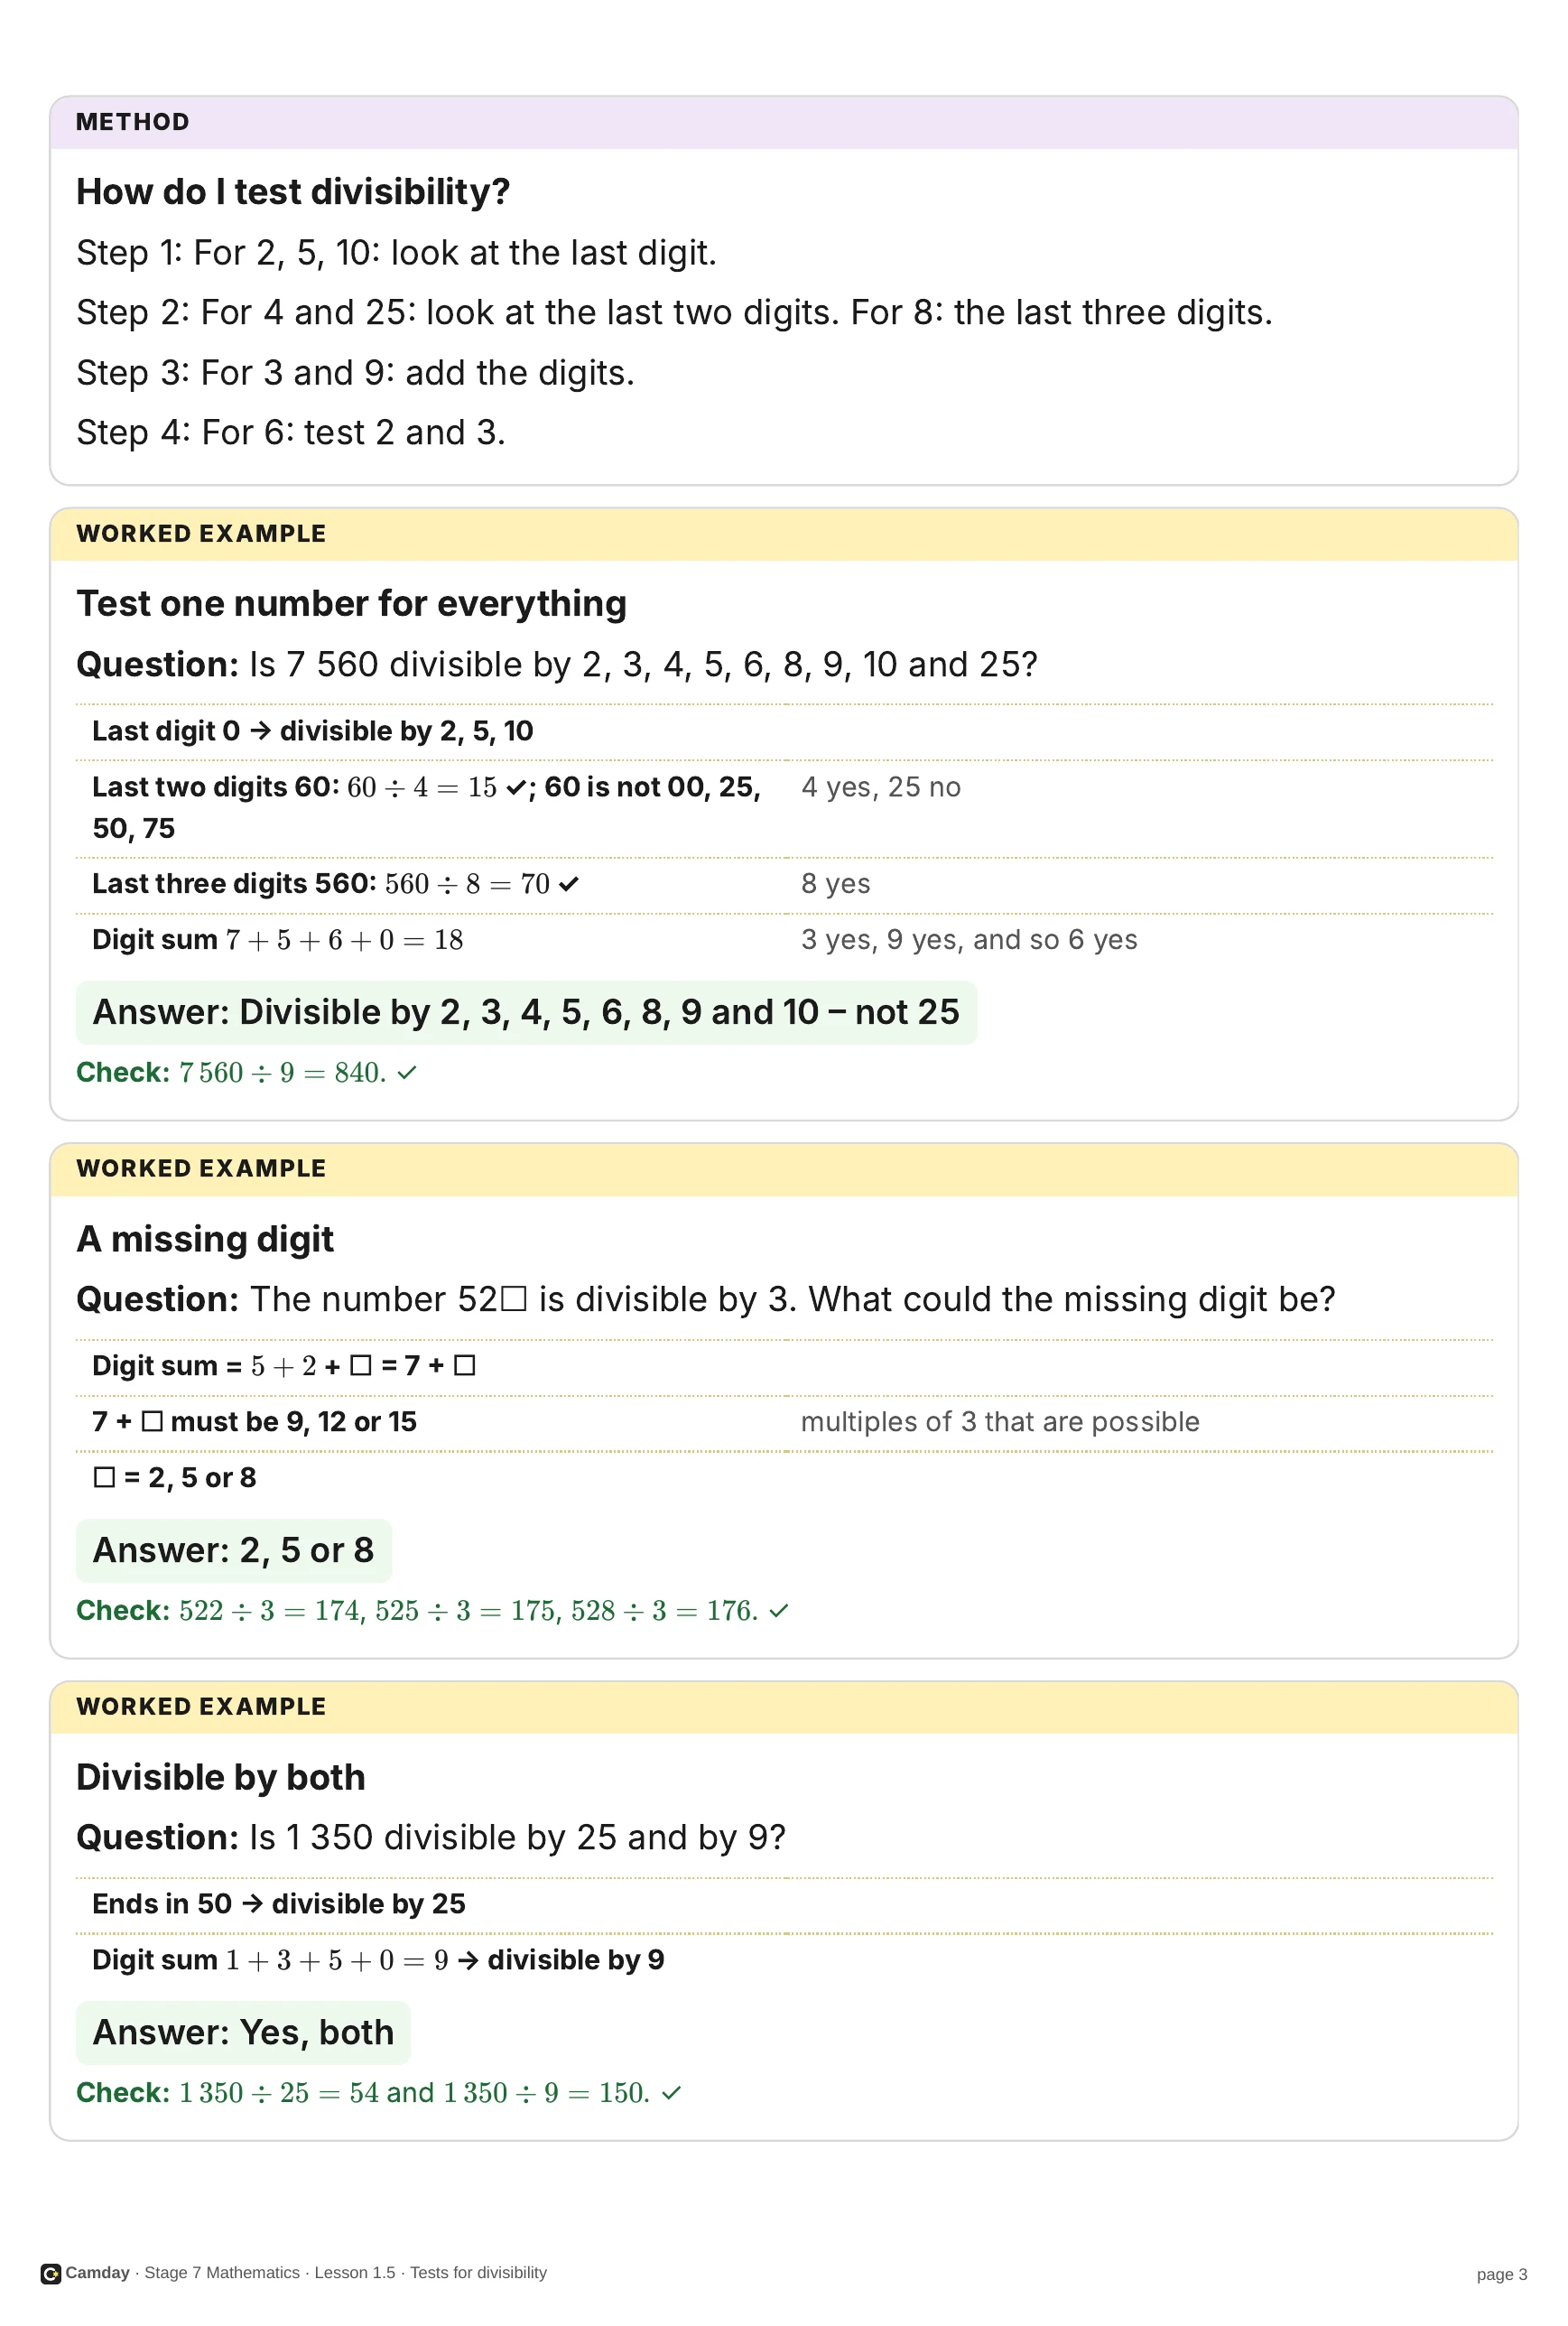 METHOD
How do I test divisibility?
Step 1: For 2, 5, 10: look at the last digit.
Step 2: For 4 and 25: look at the last two digits. For 8: the last three digits.
Step 3: For 3 and 9: add the digits.
Step 4: For 6: test 2 and 3.
WORKED EXAMPLE
Test one number for everything
Question: Is 7 560 divisible by 2, 3, 4, 5, 6, 8, 9, 10 and 25?
Last digit 0 → divisible by 2, 5, 10
Last two digits 60: 60 ÷ 4 = 15 ✓; 60 is not 00, 25, 4 yes, 25 no
50, 75
Last three digits 560: 560 ÷ 8 = 70 ✓ 8 yes
Digit sum 7 + 5 + 6 + 0 = 18 3 yes, 9 yes, and so 6 yes
Answer: Divisible by 2, 3, 4, 5, 6, 8, 9 and 10 – not 25
Check: 7 560 ÷ 9 = 840. ✓
WORKED EXAMPLE
A missing digit
Question: The number 52□ is divisible by 3. What could the missing digit be?
Digit sum = 5 + 2 + □ = 7 + □
7 + □ must be 9, 12 or 15 multiples of 3 that are possible
□ = 2, 5 or 8
Answer: 2, 5 or 8
Check: 522 ÷ 3 = 174, 525 ÷ 3 = 175, 528 ÷ 3 = 176. ✓
WORKED EXAMPLE
Divisible by both
Question: Is 1 350 divisible by 25 and by 9?
Ends in 50 → divisible by 25
Digit sum 1 + 3 + 5 + 0 = 9 → divisible by 9
Answer: Yes, both
Check: 1 350 ÷ 25 = 54 and 1 350 ÷ 9 = 150. ✓
Camday · Stage 7 Mathematics · Lesson 1.5 · Tests for divisibility page 3